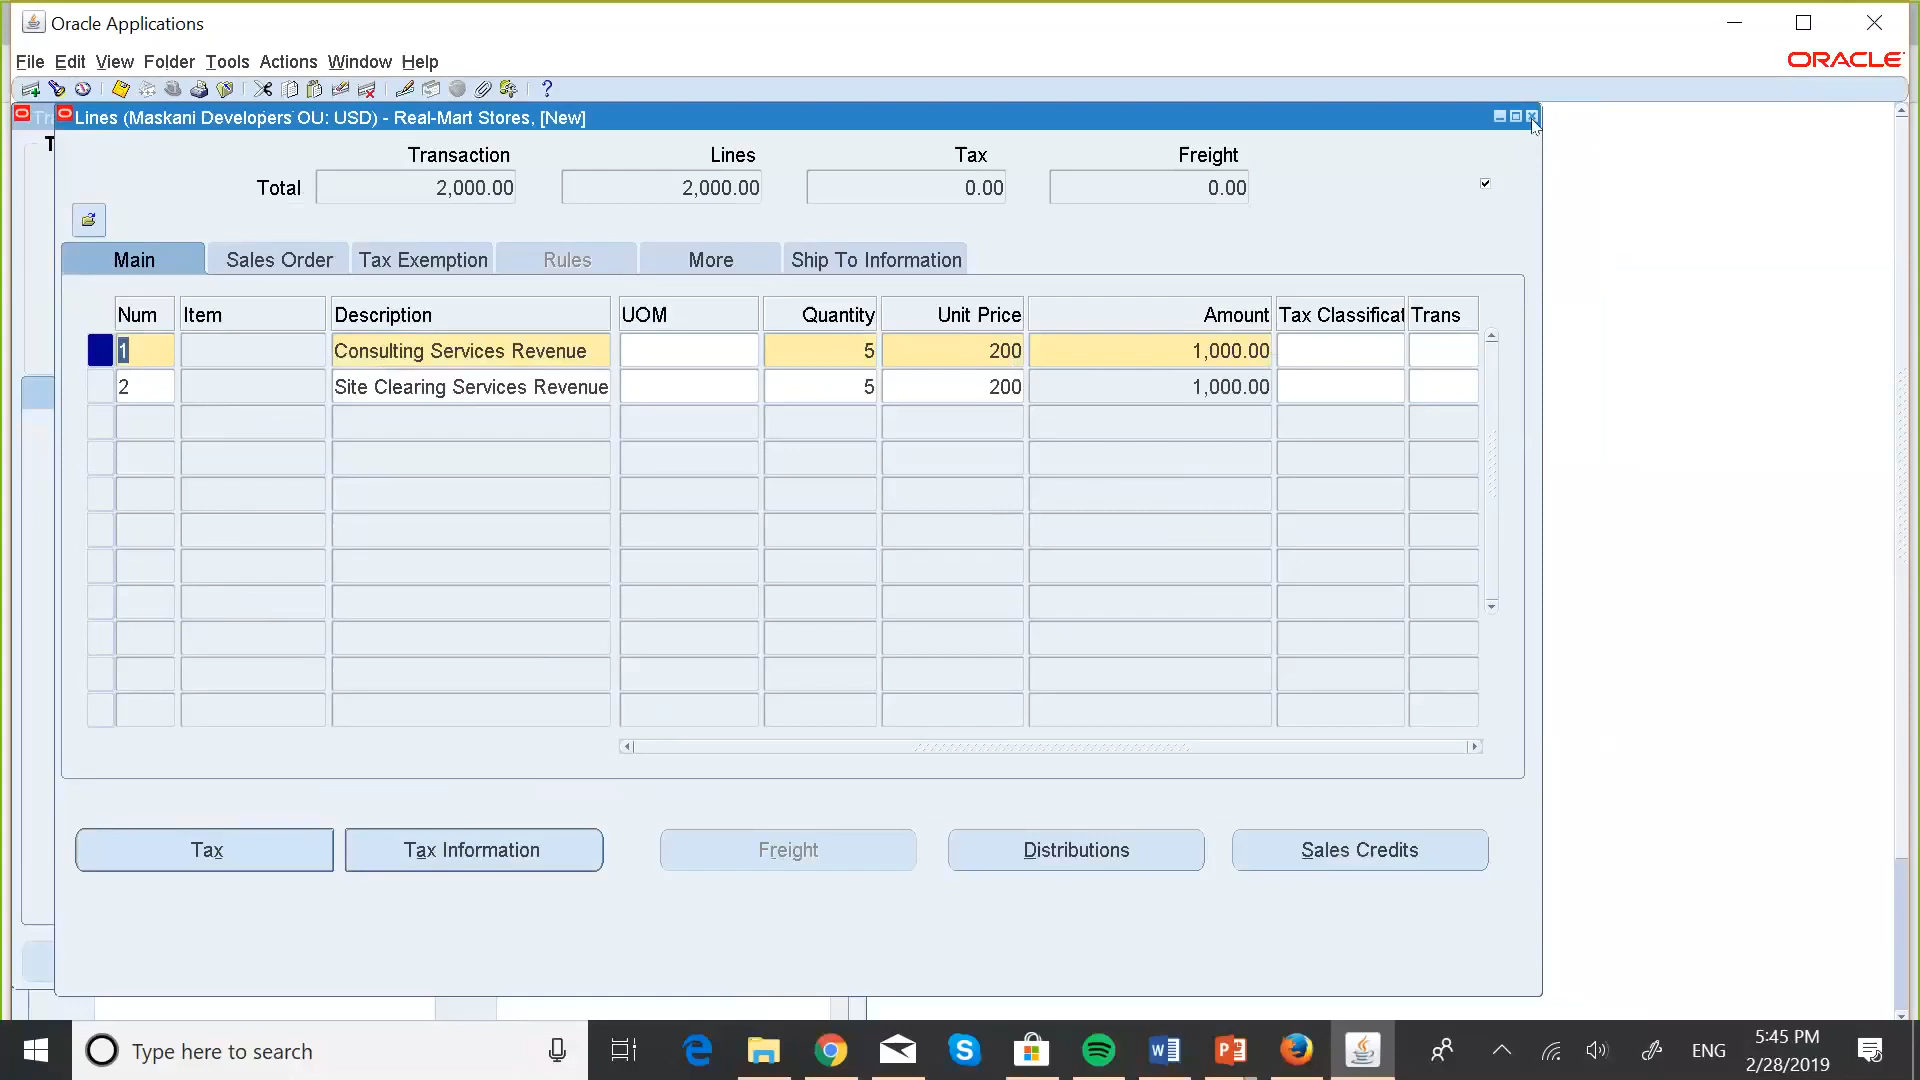 Oracle Applications
File Edit View Folder Tools Actions Window Help
ORACLE
Lines (Maskani Developers OU: USD) - Real-Mart Stores, [New]
Transaction Lines Tax Freight
Total 2,000.00 2,000.00 0.00 0.00
Main Sales Order Tax Exemption Rules More Ship To Information
Num Item Description UOM Quantity Unit Price Amount Tax Classificat Trans
1 Consulting Services Revenue 5 200 1,000.00
2 Site Clearing Services Revenue 5 200 1,000.00
Tax Tax Information Freight Distributions Sales Credits
Type here to search
ENG
5:45 PM
2/28/2019